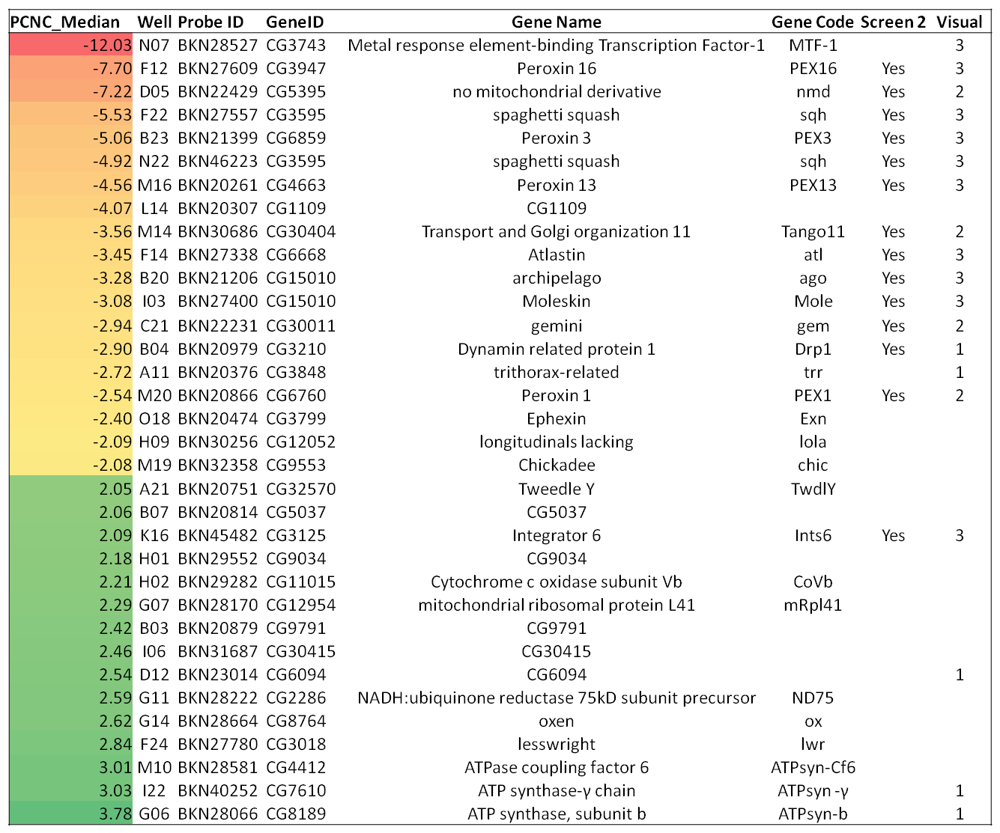 PCNC_Median Well Probe ID GeneID Gene Name Gene Code Screen 2 Visual
-12.03 N07 BKN28527 CG3743 Metal response element-binding Transcription Factor-1 MTF-1 3
-7.70 F12 BKN27609 CG3947 Peroxin 16 PEX16 Yes 3
-7.22 D05 BKN22429 CG5395 no mitochondrial derivative nmd Yes 2
-5.53 F22 BKN27557 CG3595 spaghetti squash sqh Yes 3
-5.06 B23 BKN21399 CG6859 Peroxin 3 PEX3 Yes 3
-4.92 N22 BKN46223 CG3595 spaghetti squash sqh Yes 3
-4.56 M16 BKN20261 CG4663 Peroxin 13 PEX13 Yes 3
-4.07 L14 BKN20307 CG1109 CG1109
-3.56 M14 BKN30686 CG30404 Transport and Golgi organization 11 Tango11 Yes 2
-3.45 F14 BKN27338 CG6668 Atlastin atl Yes 3
-3.28 B20 BKN21206 CG15010 archipelago ago Yes 3
-3.08 I03 BKN27400 CG15010 Moleskin Mole Yes 3
-2.94 C21 BKN22231 CG30011 gemini gem Yes 2
-2.90 B04 BKN20979 CG3210 Dynamin related protein 1 Drp1 Yes 1
-2.72 A11 BKN20376 CG3848 trithorax-related trr 1
-2.54 M20 BKN20866 CG6760 Peroxin 1 PEX1 Yes 2
-2.40 O18 BKN20474 CG3799 Ephexin Exn
-2.09 H09 BKN30256 CG12052 longitudinals lacking lola
-2.08 M19 BKN32358 CG9553 Chickadee chic
2.05 A21 BKN20751 CG32570 Tweedle Y TwdlY
2.06 B07 BKN20814 CG5037 CG5037
2.09 K16 BKN45482 CG3125 Integrator 6 Ints6 Yes 3
2.18 H01 BKN29552 CG9034 CG9034
2.21 H02 BKN29282 CG11015 Cytochrome c oxidase subunit Vb CoVb
2.29 G07 BKN28170 CG12954 mitochondrial ribosomal protein L41 mRpl41
2.42 B03 BKN20879 CG9791 CG9791
2.46 I06 BKN31687 CG30415 CG30415
2.54 D12 BKN23014 CG6094 CG6094 1
2.59 G11 BKN28222 CG2286 NADH:ubiquinone reductase 75kD subunit precursor ND75
2.62 G14 BKN28664 CG8764 oxen ox
2.84 F24 BKN27780 CG3018 lesswright lwr
3.01 M10 BKN28581 CG4412 ATPase coupling factor 6 ATPsyn-Cf6
3.03 I22 BKN40252 CG7610 ATP synthase-γ chain ATPsyn -γ 1
3.78 G06 BKN28066 CG8189 ATP synthase, subunit b ATPsyn-b 1